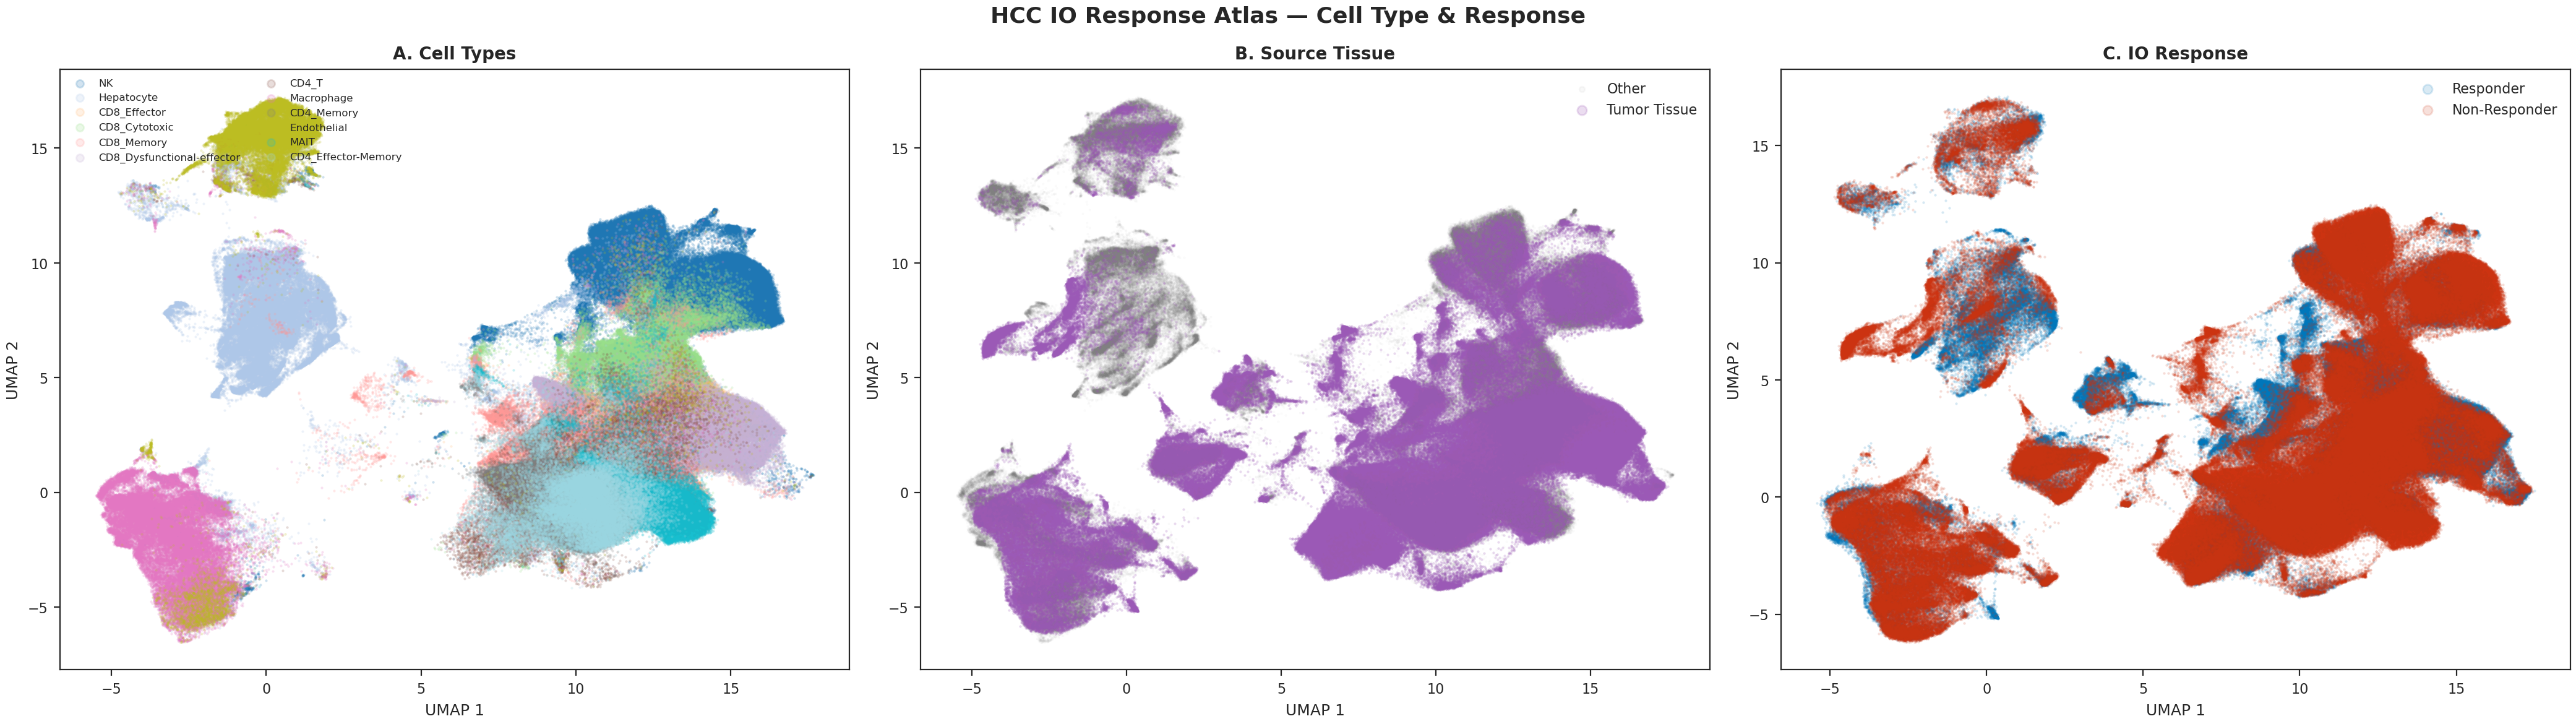 HCC IO Response Atlas — Cell Type & Response
A. Cell Types
NK
Hepatocyte
CD8_Effector
CD8_Cytotoxic
CD8_Memory
CD8_Dysfunctional-effector
CD4_T
Macrophage
CD4_Memory
Endothelial
MAIT
CD4_Effector-Memory
15
10
5
0
−5
UMAP 2
−5 0 5 10 15
UMAP 1
B. Source Tissue
Other
Tumor Tissue
15
10
5
0
−5
UMAP 2
−5 0 5 10 15
UMAP 1
C. IO Response
Responder
Non-Responder
15
10
5
0
−5
UMAP 2
−5 0 5 10 15
UMAP 1